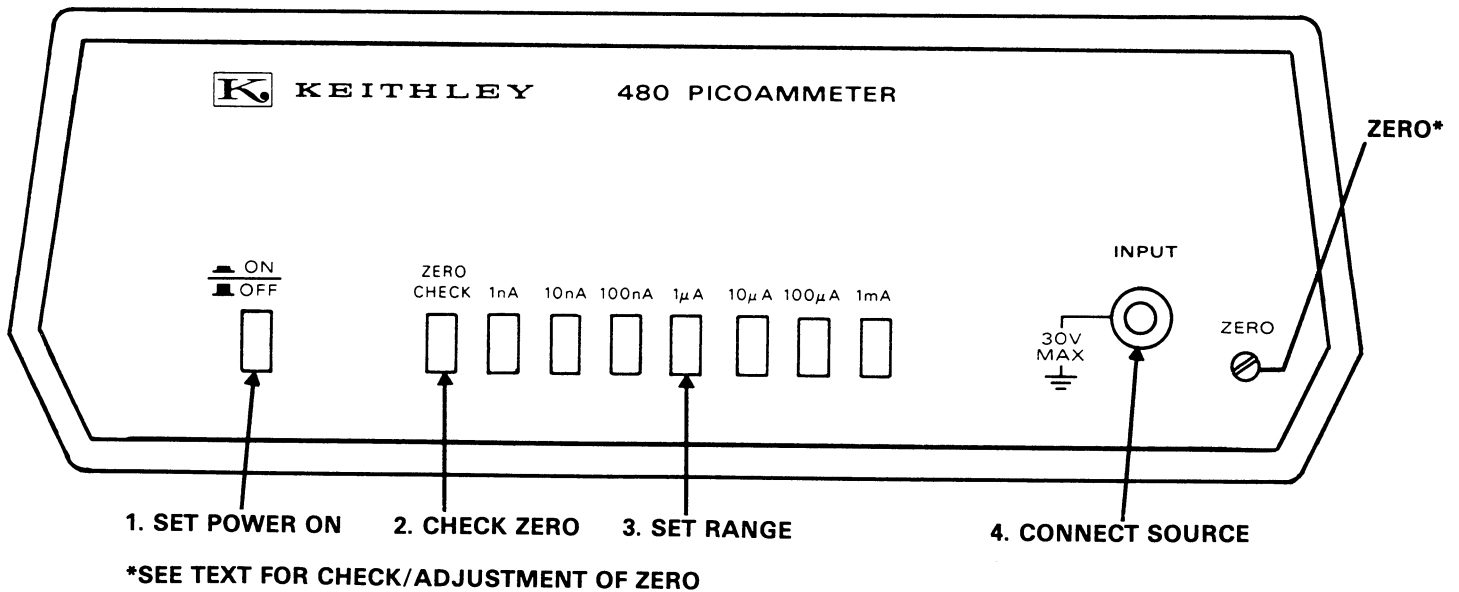 K. KEITHLEY 480 PICOAMMETER
ZERO*
ON
OFF
ZERO
CHECK 1nA 10nA 100nA 1μA 10μA 100μA 1mA
INPUT
30V
MAX
ZERO
1. SET POWER ON 2. CHECK ZERO 3. SET RANGE 4. CONNECT SOURCE
*SEE TEXT FOR CHECK/ADJUSTMENT OF ZERO